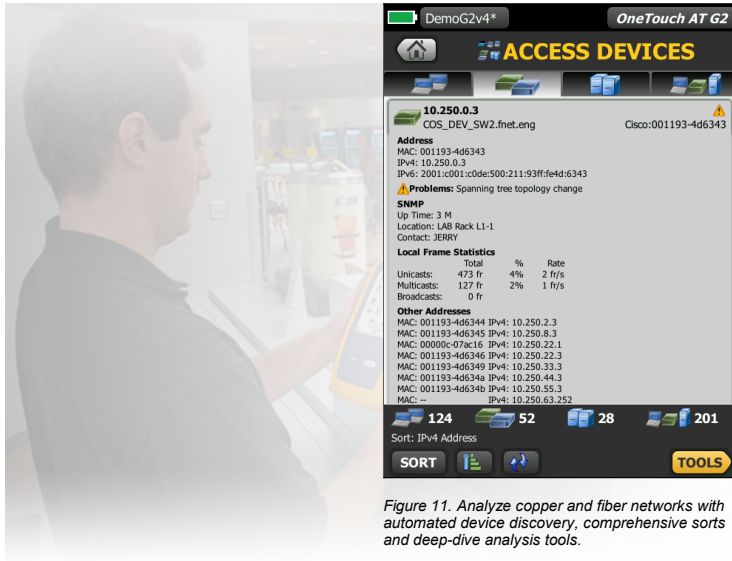 DemoG2v4*
OneTouch AT G2
ACCESS DEVICES
10.250.0.3
COS_DEV_SW2.fnet.eng Cisco:001193-4d6343
Address
MAC: 001193-4d6343
IPv4: 10.250.0.3
IPv6: 2001:c001:c0de:500:211:93ff:fe4d:6343
Problems: Spanning tree topology change
SNMP
Up Time: 3 M
Location: LAB Rack L1-1
Contact: JERRY
Local Frame Statistics
Total % Rate
Unicasts: 473 fr 4% 2 fr/s
Multicasts: 127 fr 2% 1 fr/s
Broadcasts: 0 fr
Other Addresses
MAC: 001193-4d6344 IPv4: 10.250.2.3
MAC: 001193-4d6345 IPv4: 10.250.8.3
MAC: 00000c-07ac16 IPv4: 10.250.22.1
MAC: 001193-4d6346 IPv4: 10.250.22.3
MAC: 001193-4d6349 IPv4: 10.250.33.3
MAC: 001193-4d634a IPv4: 10.250.44.3
MAC: 001193-4d634b IPv4: 10.250.55.3
MAC: -- IPv4: 10.250.63.252
124 52 28 201
Sort: IPv4 Address
SORT TOOLS
Figure 11. Analyze copper and fiber networks with
automated device discovery, comprehensive sorts
and deep-dive analysis tools.